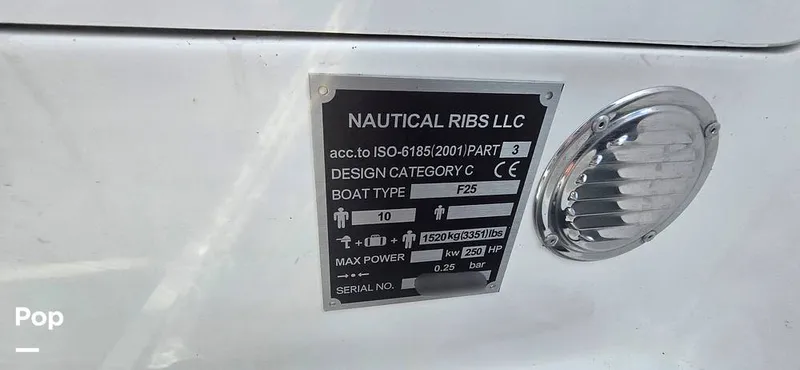 NAUTICAL RIBS LLC
acc.to ISO-6185(2001)PART 3
DESIGN CATEGORY C CE
BOAT TYPE F25
10
+ + 1520kg(3351)lbs
MAX POWER kw 250 HP
0.25 bar
SERIAL NO.
Pop